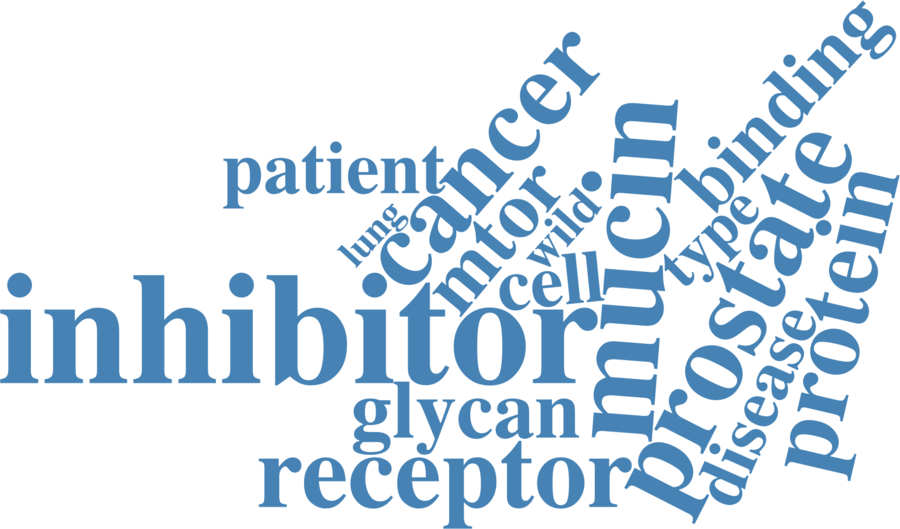 binding
cancer
mucin
patient
prostate
mtor
wild
type
protein
lung
cell
inhibitor
disease
glycan
receptor